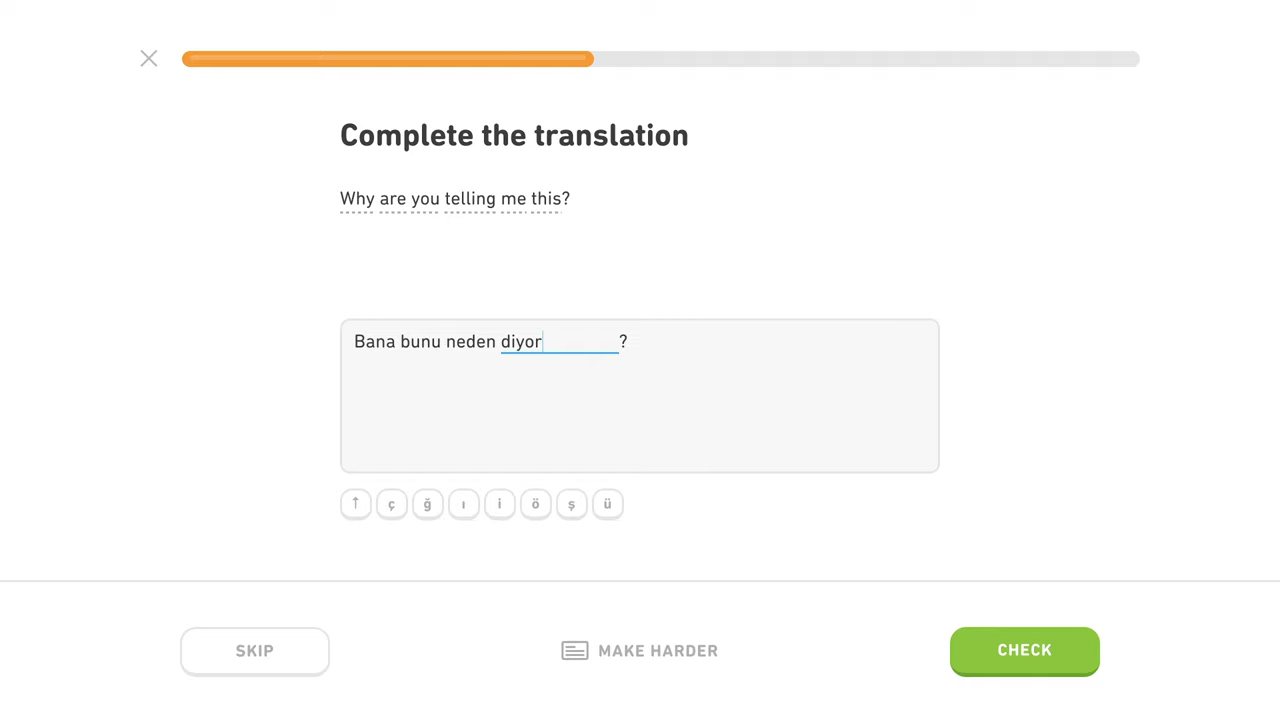 Complete the translation
Why are you telling me this?
Bana bunu neden diyor ?
↑ ç ğ ı i ö ş ü
SKIP
MAKE HARDER
CHECK